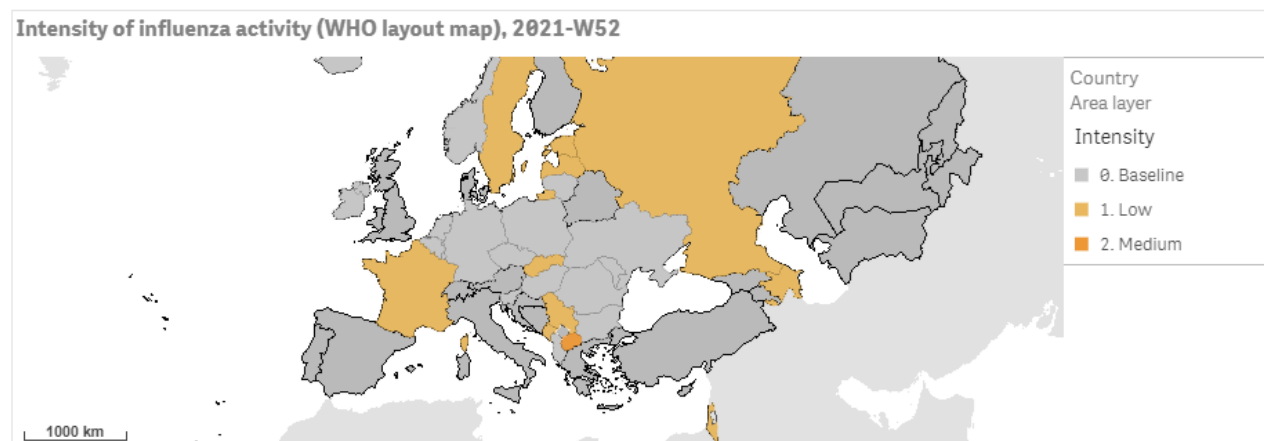 Intensity of influenza activity (WHO layout map), 2021-W52
Country
Area layer
Intensity
0. Baseline
1. Low
2. Medium
1000 km